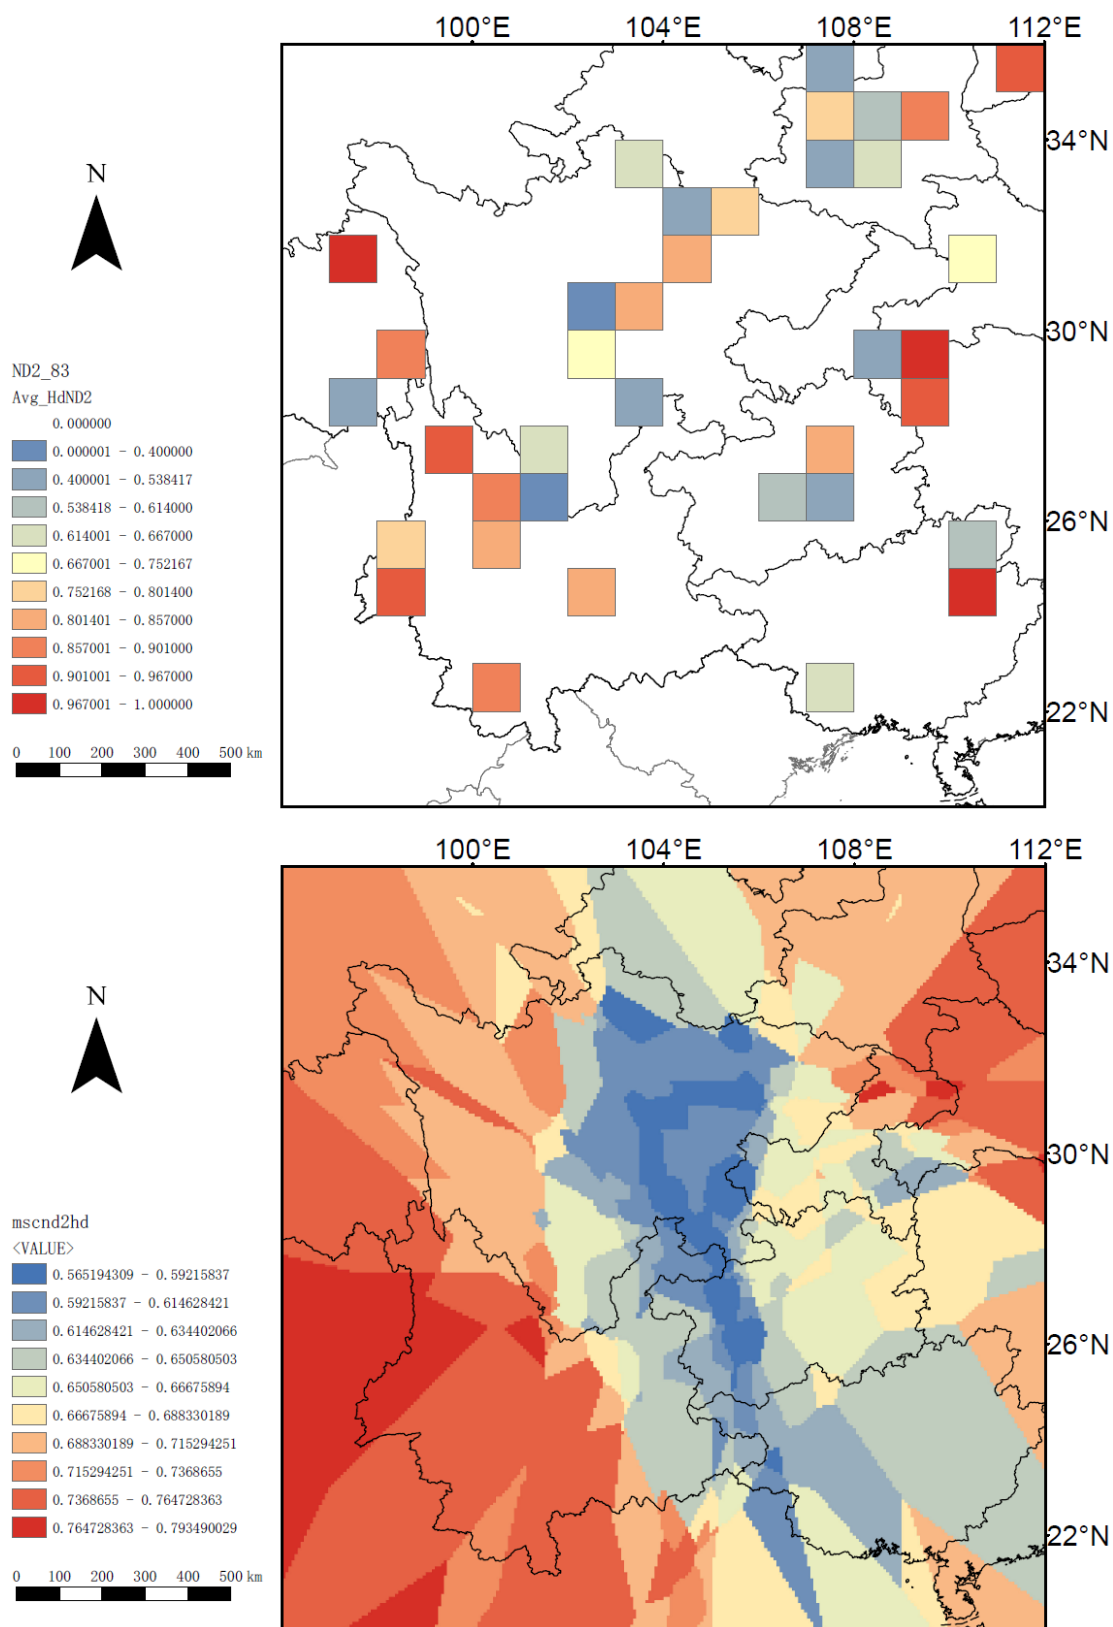 100°E 104°E 108°E 112°E
34°N
N
30°N
ND2_83
Avg_HdND2
0.000000
0.000001 - 0.400000
0.400001 - 0.538417
0.538418 - 0.614000
0.614001 - 0.667000
26°N
0.667001 - 0.752167
0.752168 - 0.801400
0.801401 - 0.857000
0.857001 - 0.901000
0.901001 - 0.967000
0.967001 - 1.000000
22°N
0 100 200 300 400 500 km
100°E 104°E 108°E 112°E
34°N
N
30°N
mscnd2hd
<VALUE>
0.565194309 - 0.59215837
0.59215837 - 0.614628421
0.614628421 - 0.634402066
26°N
0.634402066 - 0.650580503
0.650580503 - 0.66675894
0.66675894 - 0.688330189
0.688330189 - 0.715294251
0.715294251 - 0.7368655
0.7368655 - 0.764728363
0.764728363 - 0.793490029
22°N
0 100 200 300 400 500 km